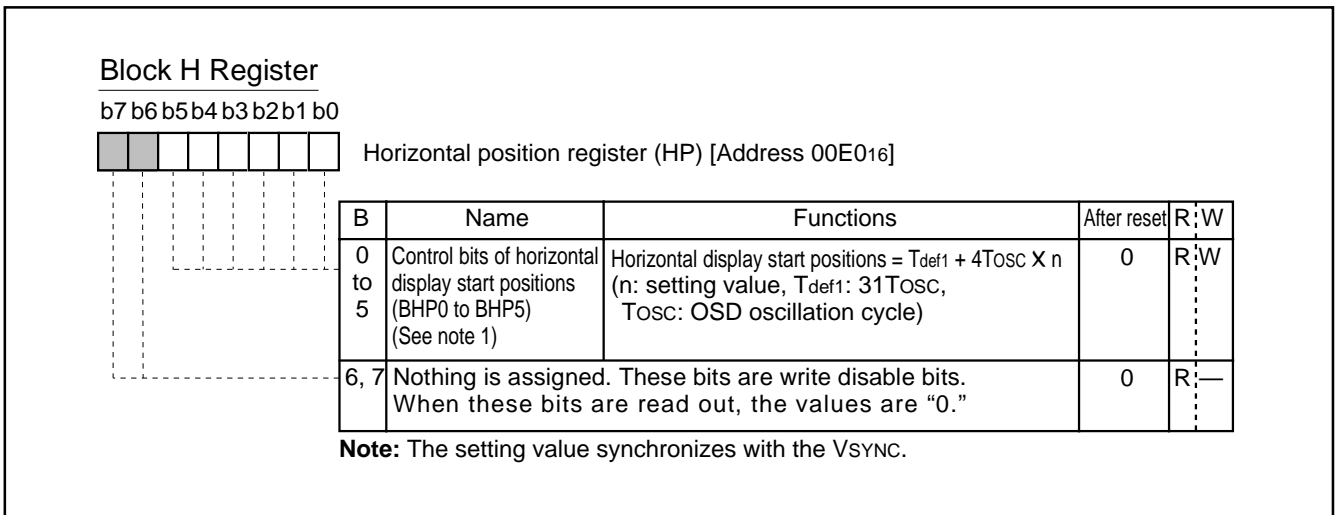 Block H Register
b7 b6 b5 b4 b3 b2 b1 b0
Horizontal position register (HP) [Address 00E016]
B Name Functions After reset R W
0 to 5 Control bits of horizontal display start positions (BHP0 to BHP5) (See note 1) Horizontal display start positions = Tdef1 + 4TOSC X n (n: setting value, Tdef1: 31TOSC, TOSC: OSD oscillation cycle) 0 R W
6, 7 Nothing is assigned. These bits are write disable bits. When these bits are read out, the values are “0.” 0 R —
Note: The setting value synchronizes with the VSYNC.